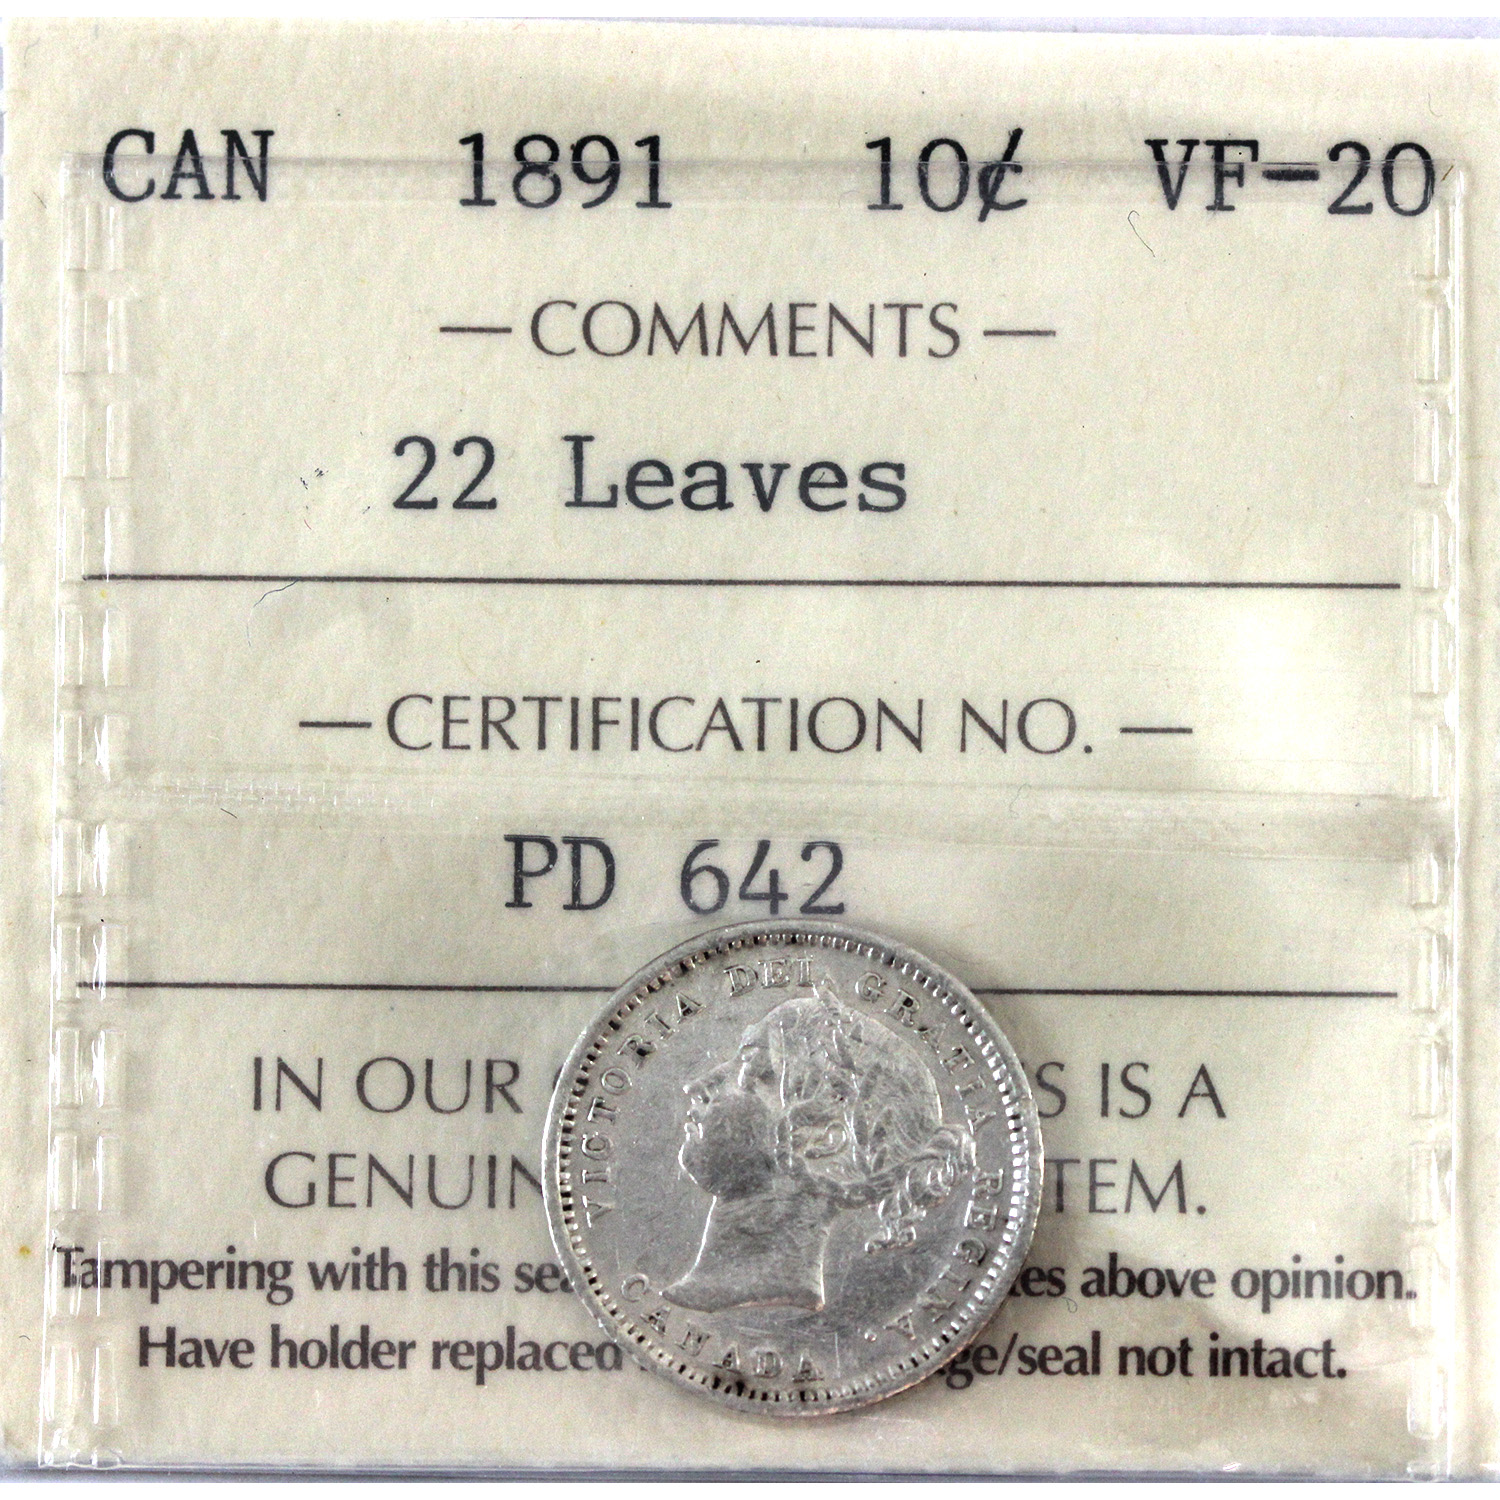 CAN 1891 10¢ VF-20
— COMMENTS —
22 Leaves
— CERTIFICATION NO. —
PD 642
VICTORIA DEI GRATIA REGINA.
CANADA
IN OUR S IS A
GENUIN TEM.
Tampering with this sea es above opinion.
Have holder replaced ge/seal not intact.